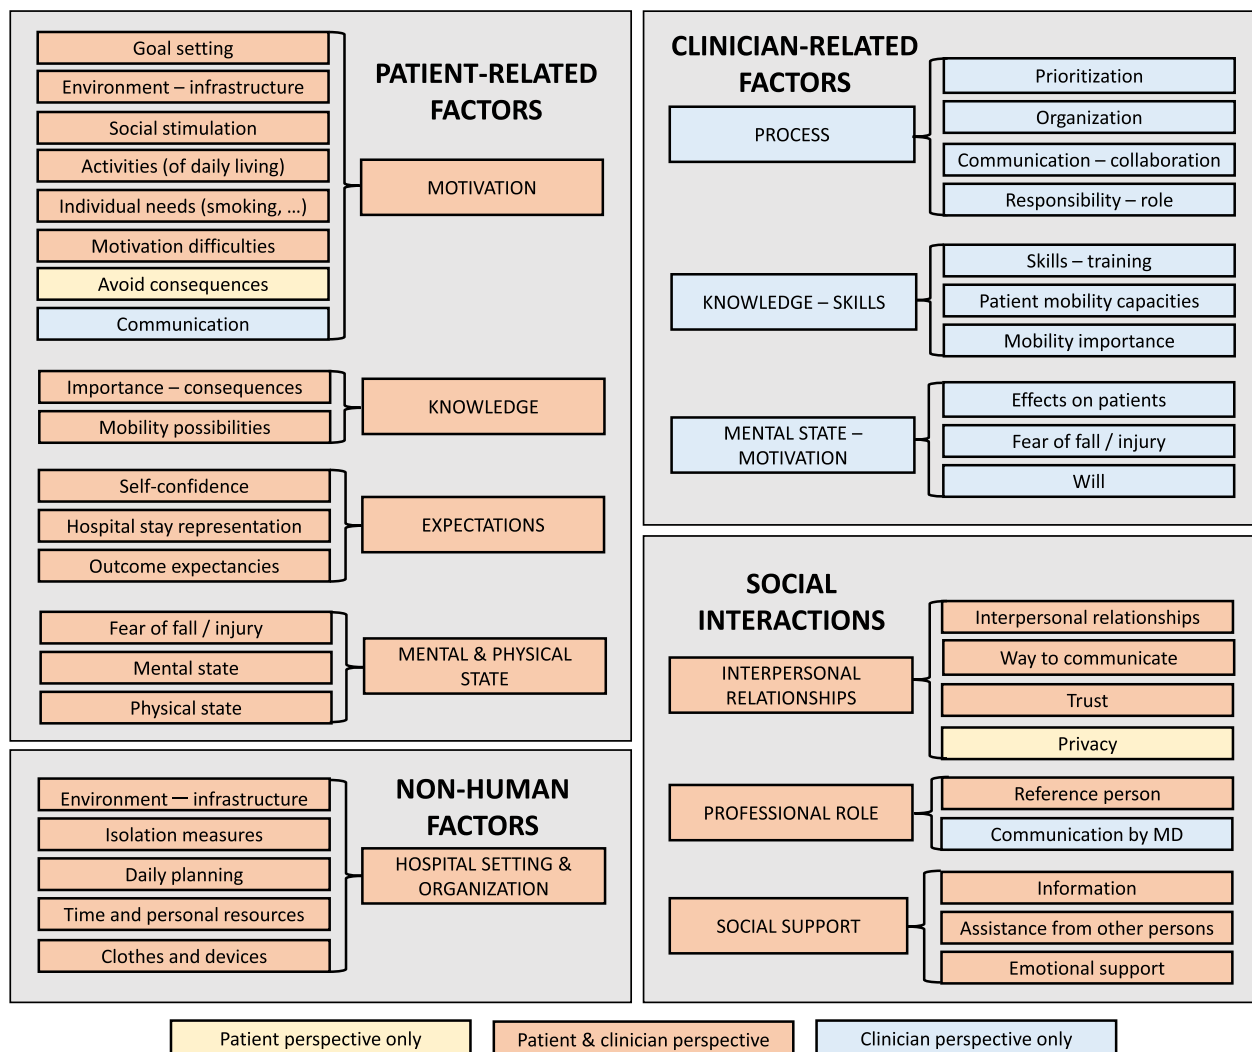 PATIENT-RELATED
FACTORS
Goal setting
Environment – infrastructure
Social stimulation
Activities (of daily living)
Individual needs (smoking, ...)
Motivation difficulties
Avoid consequences
Communication
MOTIVATION
Importance – consequences
Mobility possibilities
KNOWLEDGE
Self-confidence
Hospital stay representation
Outcome expectancies
EXPECTATIONS
Fear of fall / injury
Mental state
Physical state
MENTAL & PHYSICAL
STATE
NON-HUMAN
FACTORS
Environment — infrastructure
Isolation measures
Daily planning
Time and personal resources
Clothes and devices
HOSPITAL SETTING &
ORGANIZATION
CLINICIAN-RELATED
FACTORS
PROCESS
Prioritization
Organization
Communication – collaboration
Responsibility – role
KNOWLEDGE – SKILLS
Skills – training
Patient mobility capacities
Mobility importance
MENTAL STATE –
MOTIVATION
Effects on patients
Fear of fall / injury
Will
SOCIAL
INTERACTIONS
INTERPERSONAL
RELATIONSHIPS
Interpersonal relationships
Way to communicate
Trust
Privacy
PROFESSIONAL ROLE
Reference person
Communication by MD
SOCIAL SUPPORT
Information
Assistance from other persons
Emotional support
Patient perspective only
Patient & clinician perspective
Clinician perspective only